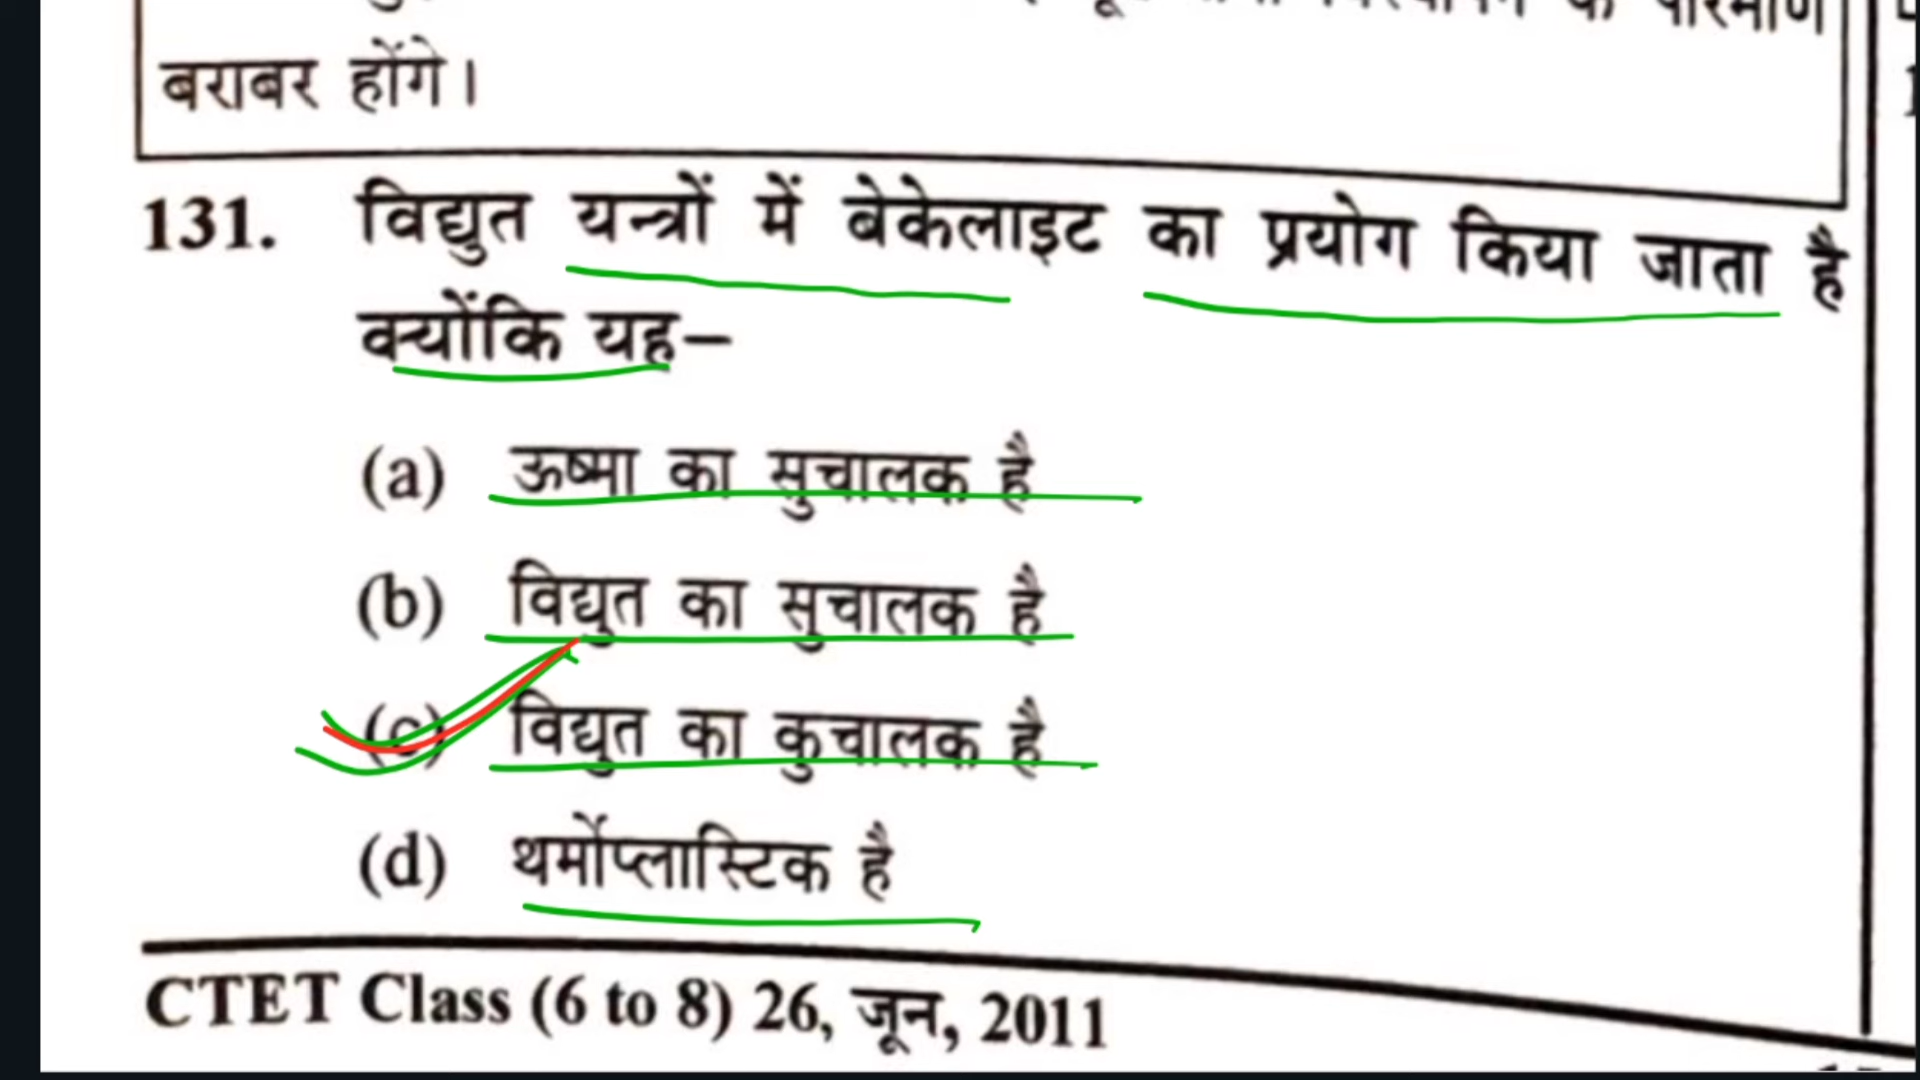 के परिमाण
बराबर होंगे।
131. विद्युत यन्त्रों में बेकेलाइट का प्रयोग किया जाता है
क्योंकि यह–
(a) ऊष्मा का सुचालक है
(b) विद्युत का सुचालक है
(c) विद्युत का कुचालक है
(d) थर्मोप्लास्टिक है
CTET Class (6 to 8) 26, जून, 2011